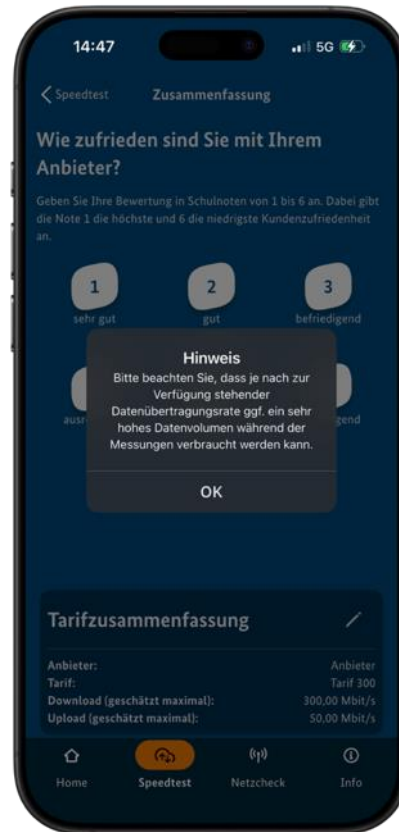 14:47
5G
Speedtest
Zusammenfassung
Wie zufrieden sind Sie mit Ihrem
Anbieter?
Geben Sie Ihre Bewertung in Schulnoten von 1 bis 6 an. Dabei gibt
die Note 1 die höchste und 6 die niedrigste Kundenzufriedenheit
an.
1
2
3
sehr gut
gut
befriedigend
Hinweis
Bitte beachten Sie, dass je nach zur
Verfügung stehender
Datenübertragungsrate ggf. ein sehr
hohes Datenvolumen während der
Messungen verbraucht werden kann.
OK
Tarifzusammenfassung
Anbieter: Anbieter
Tarif: Tarif 300
Download (geschätzt maximal): 300,00 Mbit/s
Upload (geschätzt maximal): 50,00 Mbit/s
Home
Speedtest
Netzcheck
Info